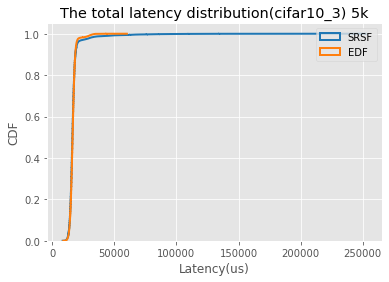 The total latency distribution(cifar10_3) 5k
SRSF
EDF
1.0
0.8
0.6
0.4
0.2
0.0
CDF
0 50000 100000 150000 200000 250000
Latency(us)